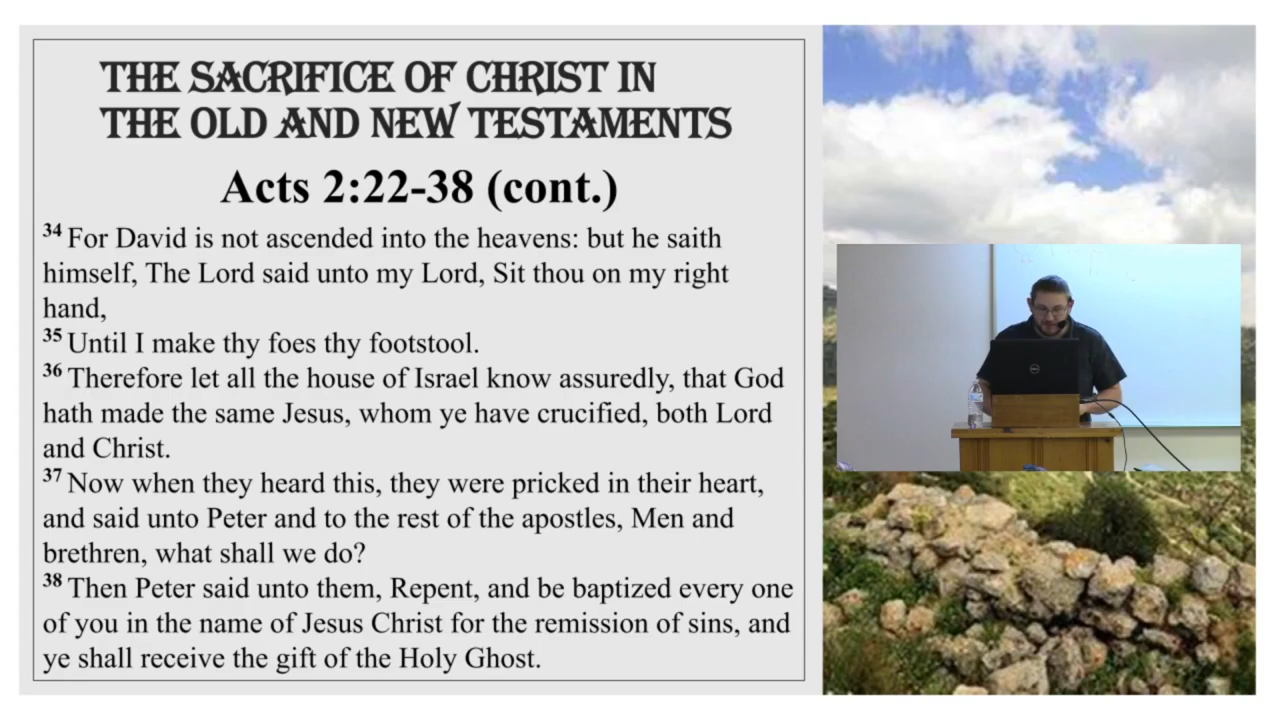 THE SACRIFICE OF CHRIST IN
THE OLD AND NEW TESTAMENTS
Acts 2:22-38 (cont.)
34 For David is not ascended into the heavens: but he saith
himself, The Lord said unto my Lord, Sit thou on my right
hand,
35 Until I make thy foes thy footstool.
36 Therefore let all the house of Israel know assuredly, that God
hath made the same Jesus, whom ye have crucified, both Lord
and Christ.
37 Now when they heard this, they were pricked in their heart,
and said unto Peter and to the rest of the apostles, Men and
brethren, what shall we do?
38 Then Peter said unto them, Repent, and be baptized every one
of you in the name of Jesus Christ for the remission of sins, and
ye shall receive the gift of the Holy Ghost.
DELL